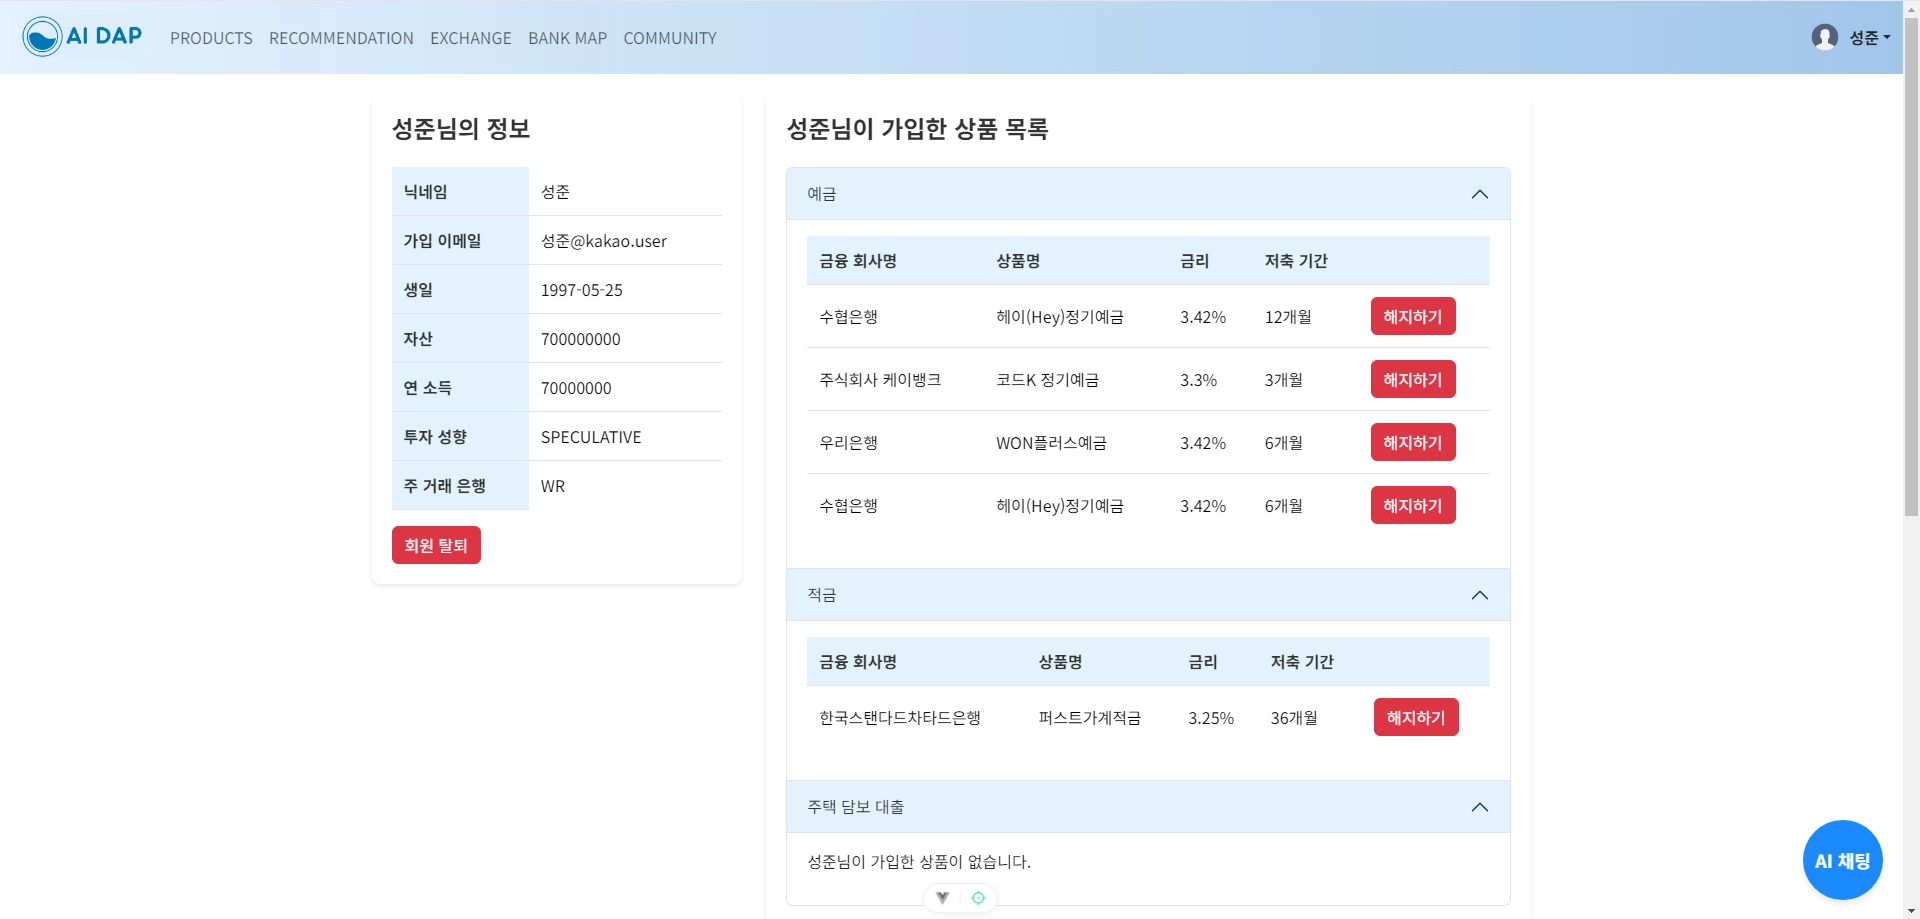 AI DAP PRODUCTS RECOMMENDATION EXCHANGE BANK MAP COMMUNITY 성준
성준님의 정보
닉네임 성준
가입 이메일 성준@kakao.user
생일 1997-05-25
자산 700000000
연 소득 70000000
투자 성향 SPECULATIVE
주 거래 은행 WR
회원 탈퇴
성준님이 가입한 상품 목록
예금
금융 회사명 상품명 금리 저축 기간
수협은행 헤이(Hey)정기예금 3.42% 12개월 해지하기
주식회사 케이뱅크 코드K 정기예금 3.3% 3개월 해지하기
우리은행 WON플러스예금 3.42% 6개월 해지하기
수협은행 헤이(Hey)정기예금 3.42% 6개월 해지하기
적금
금융 회사명 상품명 금리 저축 기간
한국스탠다드차타드은행 퍼스트가계적금 3.25% 36개월 해지하기
주택 담보 대출
성준님이 가입한 상품이 없습니다.
AI 채팅